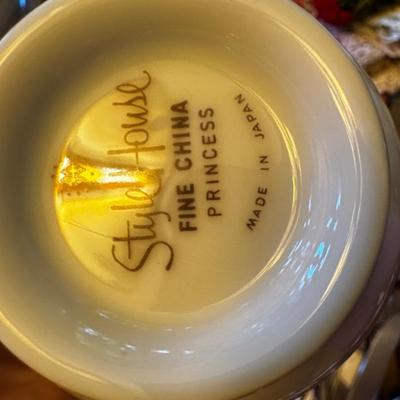 Style House
FINE CHINA
PRINCESS
MADE IN JAPAN